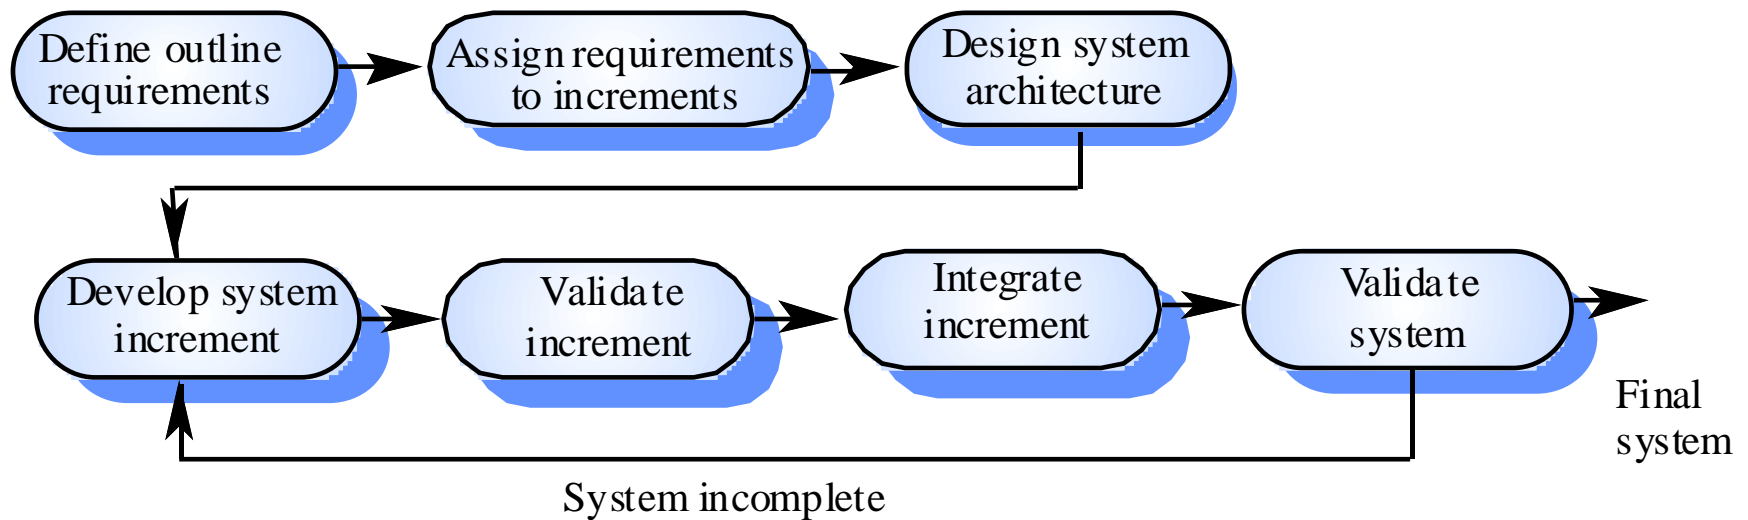 Define outline
requirements
Assign requirements
to increments
Design system
architecture
Develop system
increment
Validate
increment
Integrate
increment
Validate
system
Final
system
System incomplete